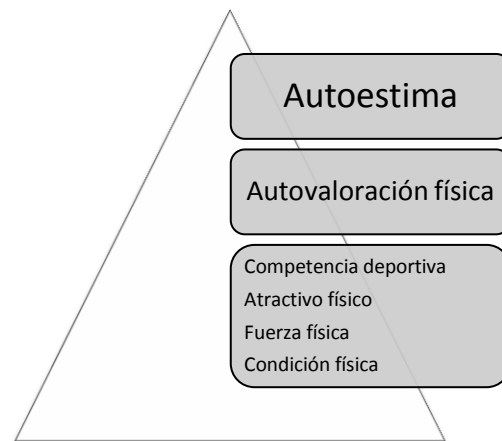 Autoestima
Autovaloración física
Competencia deportiva
Atractivo físico
Fuerza física
Condición física